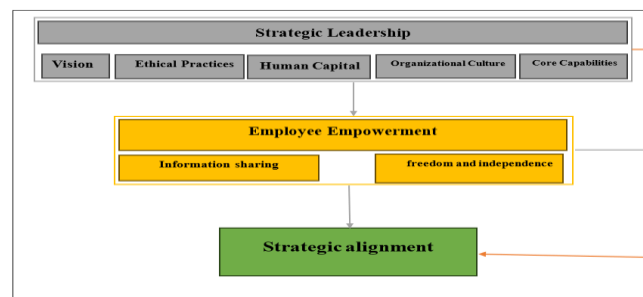 Strategic Leadership
Vision
Ethical Practices
Human Capital
Organizational Culture
Core Capabilities
Employee Empowerment
Information sharing
freedom and independence
Strategic alignment